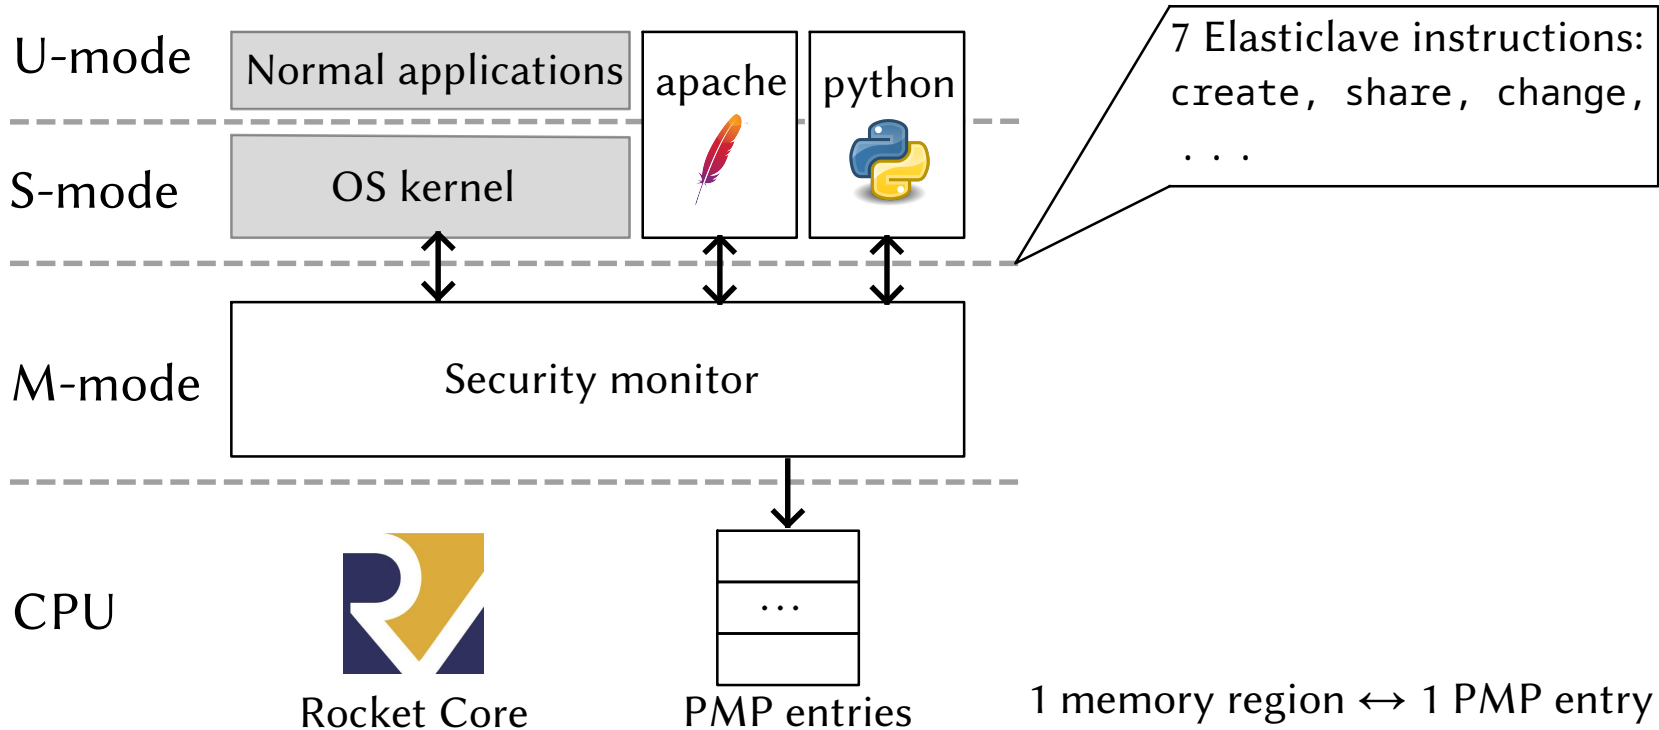 U-mode
Normal applications
apache
python
7 Elasticlave instructions:
create, share, change,
. . .
S-mode
OS kernel
M-mode
Security monitor
CPU
...
Rocket Core
PMP entries
1 memory region ↔ 1 PMP entry